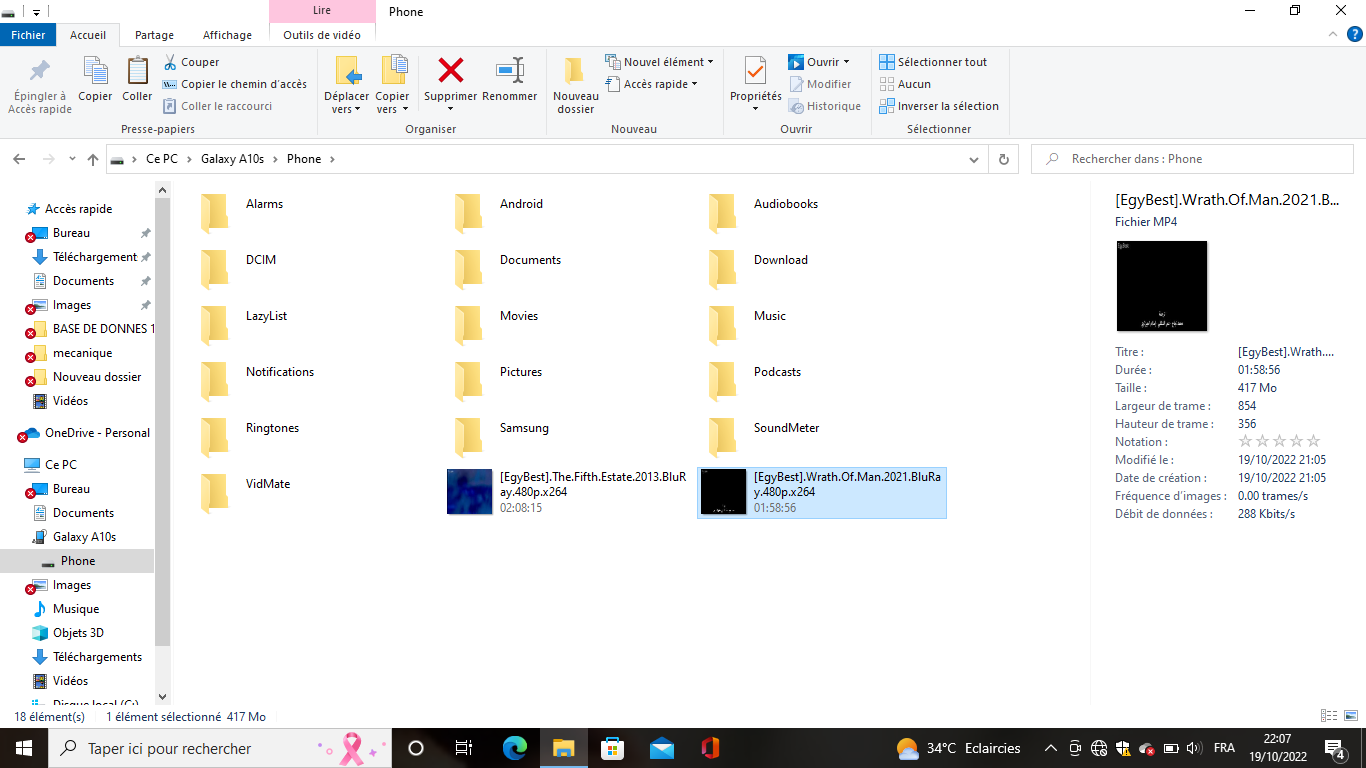 Lire
Phone
Fichier
Accueil
Partage
Affichage
Outils de vidéo
Épingler à
Accès rapide
Copier
Coller
Couper
Copier le chemin d'accès
Coller le raccourci
Presse-papiers
Déplacer
vers
Copier
vers
Supprimer
Renommer
Organiser
Nouveau
dossier
Nouvel élément
Accès rapide
Nouveau
Propriétés
Ouvrir
Modifier
Historique
Ouvrir
Sélectionner tout
Aucun
Inverser la sélection
Sélectionner
Ce PC > Galaxy A10s > Phone >
Rechercher dans : Phone
Accès rapide
Bureau
Téléchargement
Documents
Images
BASE DE DONNES 1
mecanique
Nouveau dossier
Vidéos
OneDrive - Personal
Ce PC
Bureau
Documents
Galaxy A10s
Phone
Images
Musique
Objets 3D
Téléchargements
Vidéos
Disque local (C:)
Alarms
Android
Audiobooks
DCIM
Documents
Download
LazyList
Movies
Music
Notifications
Pictures
Podcasts
Ringtones
Samsung
SoundMeter
VidMate
[EgyBest].The.Fifth.Estate.2013.BluR
ay.480p.x264
02:08:15
[EgyBest].Wrath.Of.Man.2021.BluRa
y.480p.x264
01:58:56
[EgyBest].Wrath.Of.Man.2021.B...
Fichier MP4
Titre : [EgyBest].Wrath....
Durée : 01:58:56
Taille : 417 Mo
Largeur de trame : 854
Hauteur de trame : 356
Notation :
Modifié le : 19/10/2022 21:05
Date de création : 19/10/2022 21:05
Fréquence d'images : 0.00 trames/s
Débit de données : 288 Kbits/s
18 élément(s) 1 élément sélectionné 417 Mo
Taper ici pour rechercher
34°C Eclaircies
FRA
22:07
19/10/2022
4